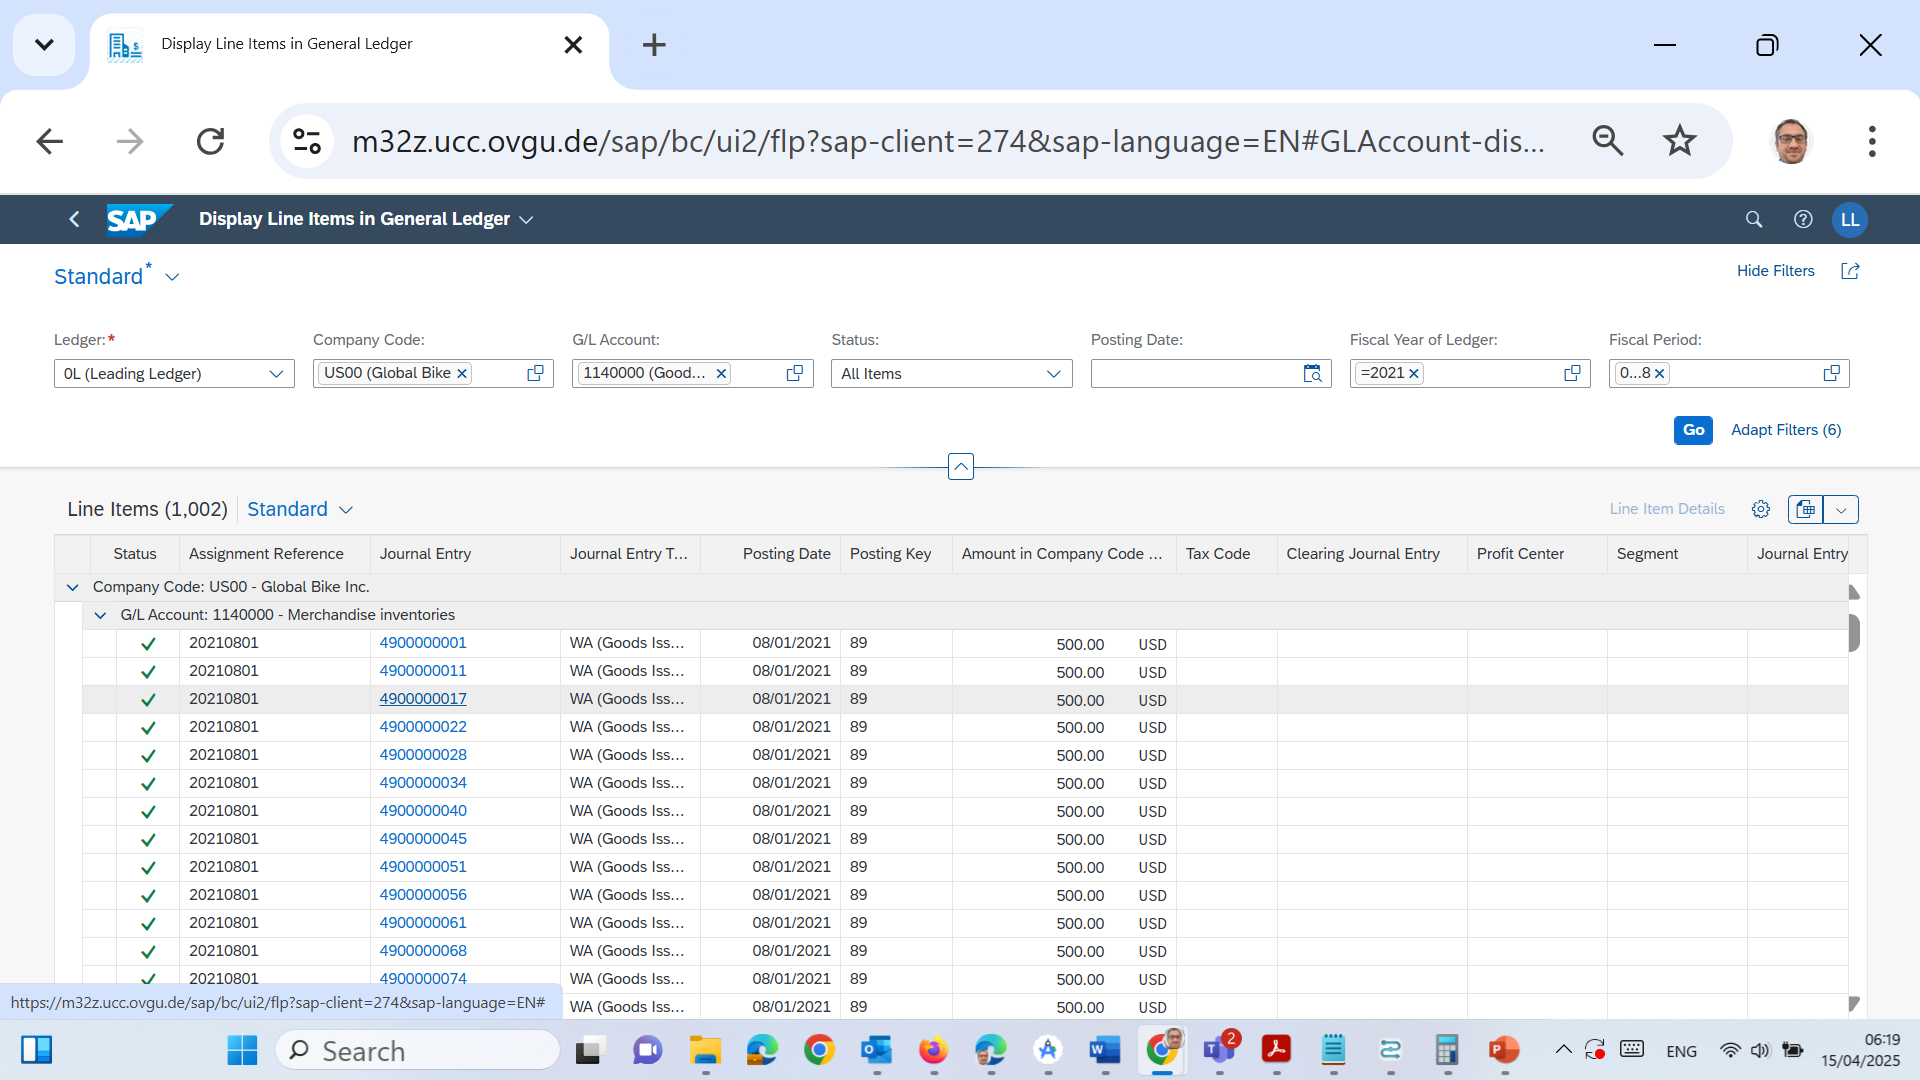 Display Line Items in General Ledger
m32z.ucc.ovgu.de/sap/bc/ui2/flp?sap-client=274&sap-language=EN#GLAccount-dis...
SAP Display Line Items in General Ledger LL
Standard* Hide Filters
Ledger:* Company Code: G/L Account: Status: Posting Date: Fiscal Year of Ledger: Fiscal Period:
0L (Leading Ledger) US00 (Global Bike 1140000 (Good... All Items =2021 0...8
Go Adapt Filters (6)
Line Items (1,002) Standard Line Item Details
Status Assignment Reference Journal Entry Journal Entry T... Posting Date Posting Key Amount in Company Code ... Tax Code Clearing Journal Entry Profit Center Segment Journal Entry
Company Code: US00 - Global Bike Inc.
G/L Account: 1140000 - Merchandise inventories
20210801 4900000001 WA (Goods Iss... 08/01/2021 89 500.00 USD
20210801 4900000011 WA (Goods Iss... 08/01/2021 89 500.00 USD
20210801 4900000017 WA (Goods Iss... 08/01/2021 89 500.00 USD
20210801 4900000022 WA (Goods Iss... 08/01/2021 89 500.00 USD
20210801 4900000028 WA (Goods Iss... 08/01/2021 89 500.00 USD
20210801 4900000034 WA (Goods Iss... 08/01/2021 89 500.00 USD
20210801 4900000040 WA (Goods Iss... 08/01/2021 89 500.00 USD
20210801 4900000045 WA (Goods Iss... 08/01/2021 89 500.00 USD
20210801 4900000051 WA (Goods Iss... 08/01/2021 89 500.00 USD
20210801 4900000056 WA (Goods Iss... 08/01/2021 89 500.00 USD
20210801 4900000061 WA (Goods Iss... 08/01/2021 89 500.00 USD
20210801 4900000068 WA (Goods Iss... 08/01/2021 89 500.00 USD
20210801 4900000074 WA (Goods Iss... 08/01/2021 89 500.00 USD
https://m32z.ucc.ovgu.de/sap/bc/ui2/flp?sap-client=274&sap-language=EN# WA (Goods Iss... 08/01/2021 89 500.00 USD
Search 2 ENG 06:19
15/04/2025